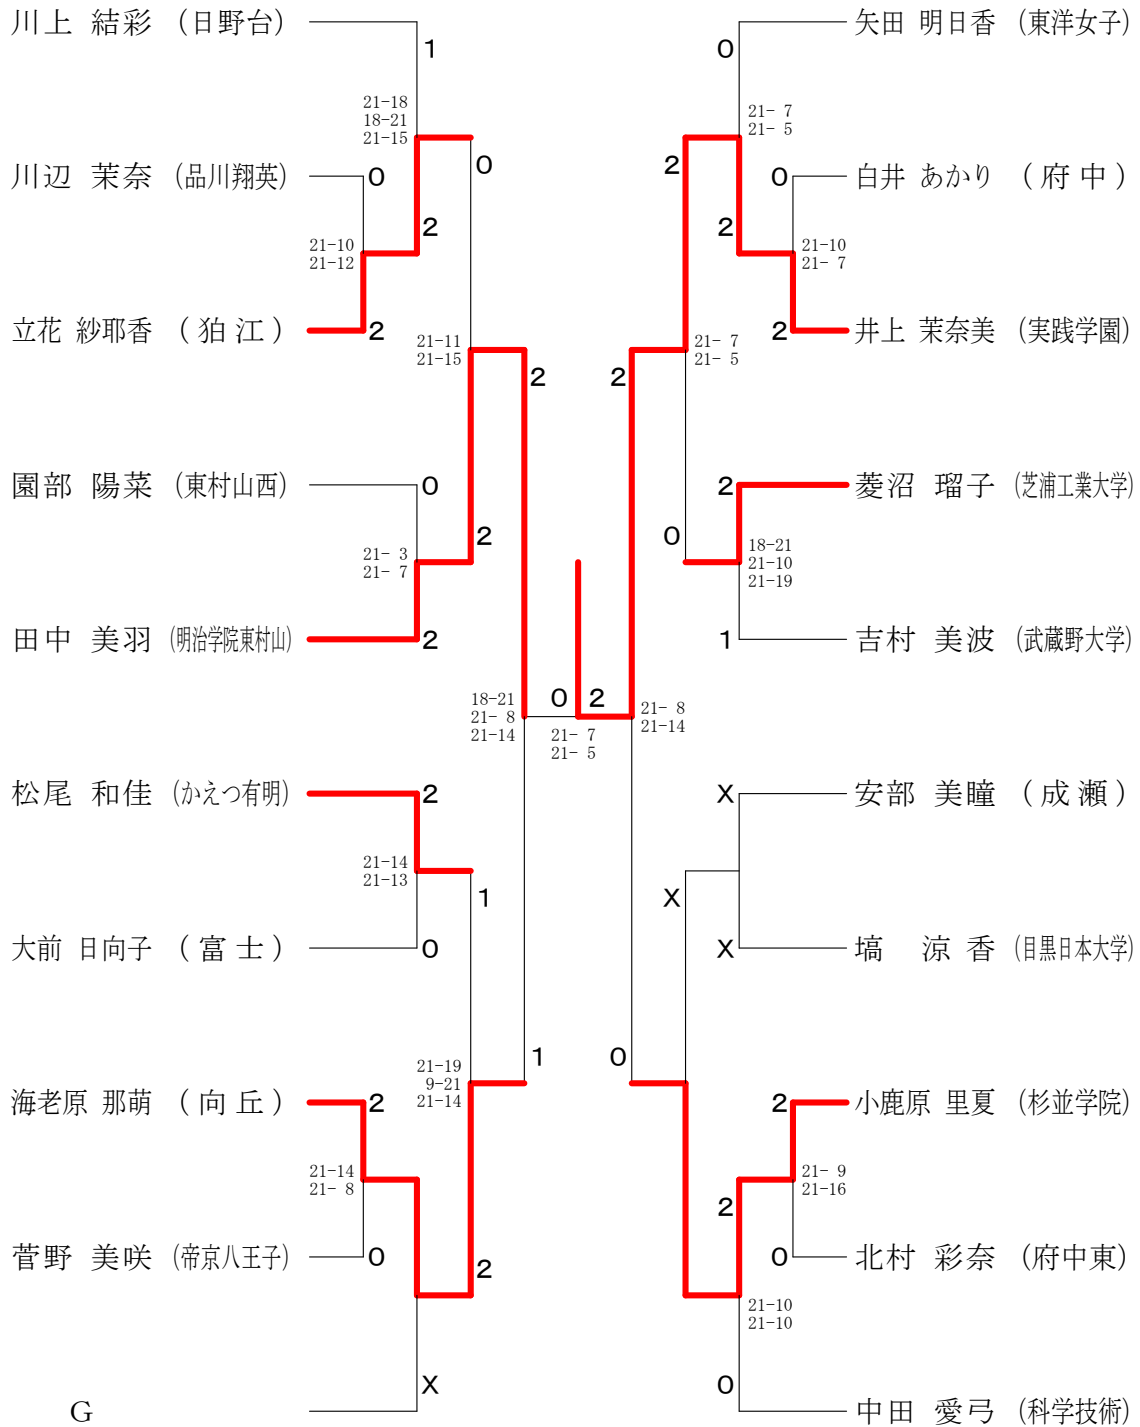 川上 結彩 (日野台)
1
21-18
18-21
21-15
川辺 茉奈 (品川翔英)
0
0
2
21-10
21-12
立花 紗耶香 (狛江)
2
21-11
21-15
2
園部 陽菜 (東村山西)
0
2
21- 3
21- 7
田中 美羽 (明治学院東村山)
2
18-21
21- 8
21-14
0
松尾 和佳 (かえつ有明)
2
21-14
21-13
1
大前 日向子 (富士)
0
1
21-19
9-21
21-14
海老原 那萌 (向丘)
2
21-14
21- 8
菅野 美咲 (帝京八王子)
0
2
X
G
21- 7
21- 5
2
矢田 明日香 (東洋女子)
0
21- 7
21- 5
2
白井 あかり (府中)
0
2
21-10
21- 7
井上 茉奈美 (実践学園)
2
21- 7
21- 5
2
菱沼 瑠子 (芝浦工業大学)
2
0
18-21
21-10
21-19
吉村 美波 (武蔵野大学)
1
21- 8
21-14
安部 美瞳 (成瀬)
X
X
塙 涼香 (目黒日本大学)
X
0
小鹿原 里夏 (杉並学院)
2
21- 9
21-16
2
北村 彩奈 (府中東)
0
21-10
21-10
0
中田 愛弓 (科学技術)